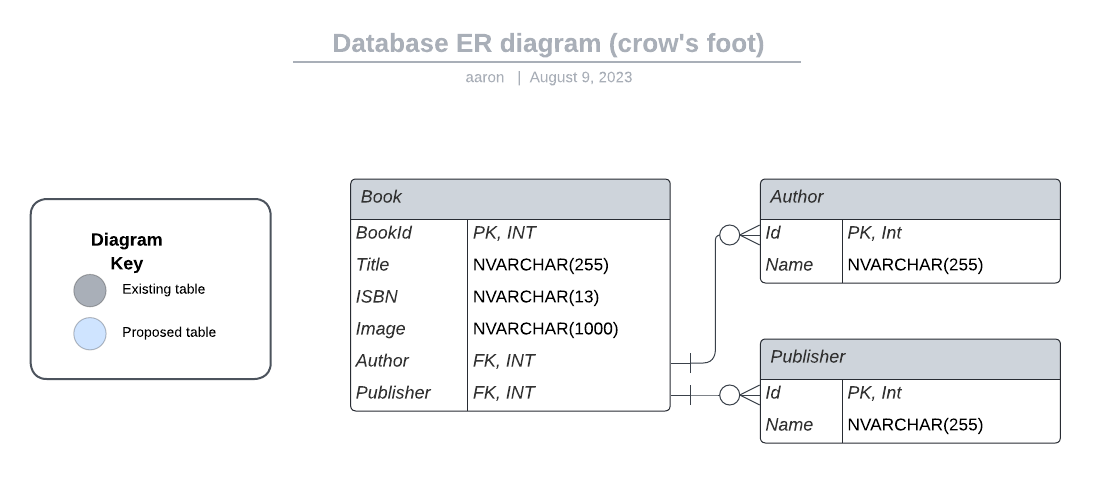 Database ER diagram (crow's foot)
aaron | August 9, 2023
Diagram
Key
Existing table
Proposed table
Book
BookId PK, INT
Title NVARCHAR(255)
ISBN NVARCHAR(13)
Image NVARCHAR(1000)
Author FK, INT
Publisher FK, INT
Author
Id PK, Int
Name NVARCHAR(255)
Publisher
Id PK, Int
Name NVARCHAR(255)